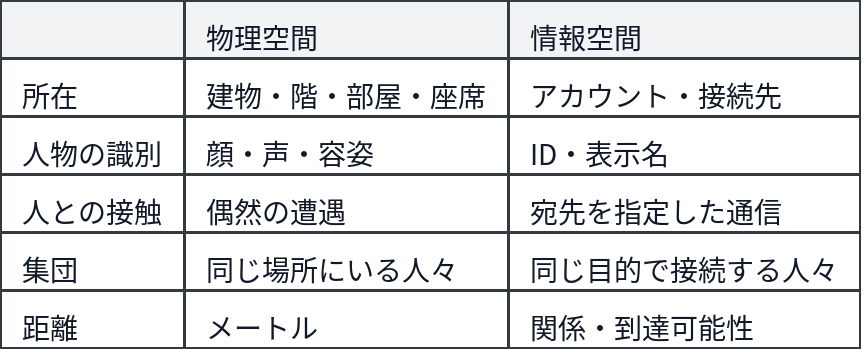 物理空間 情報空間
所在 建物・階・部屋・座席 アカウント・接続先
人物の識別 顔・声・容姿 ID・表示名
人との接触 偶然の遭遇 宛先を指定した通信
集団 同じ場所にいる人々 同じ目的で接続する人々
距離 メートル 関係・到達可能性